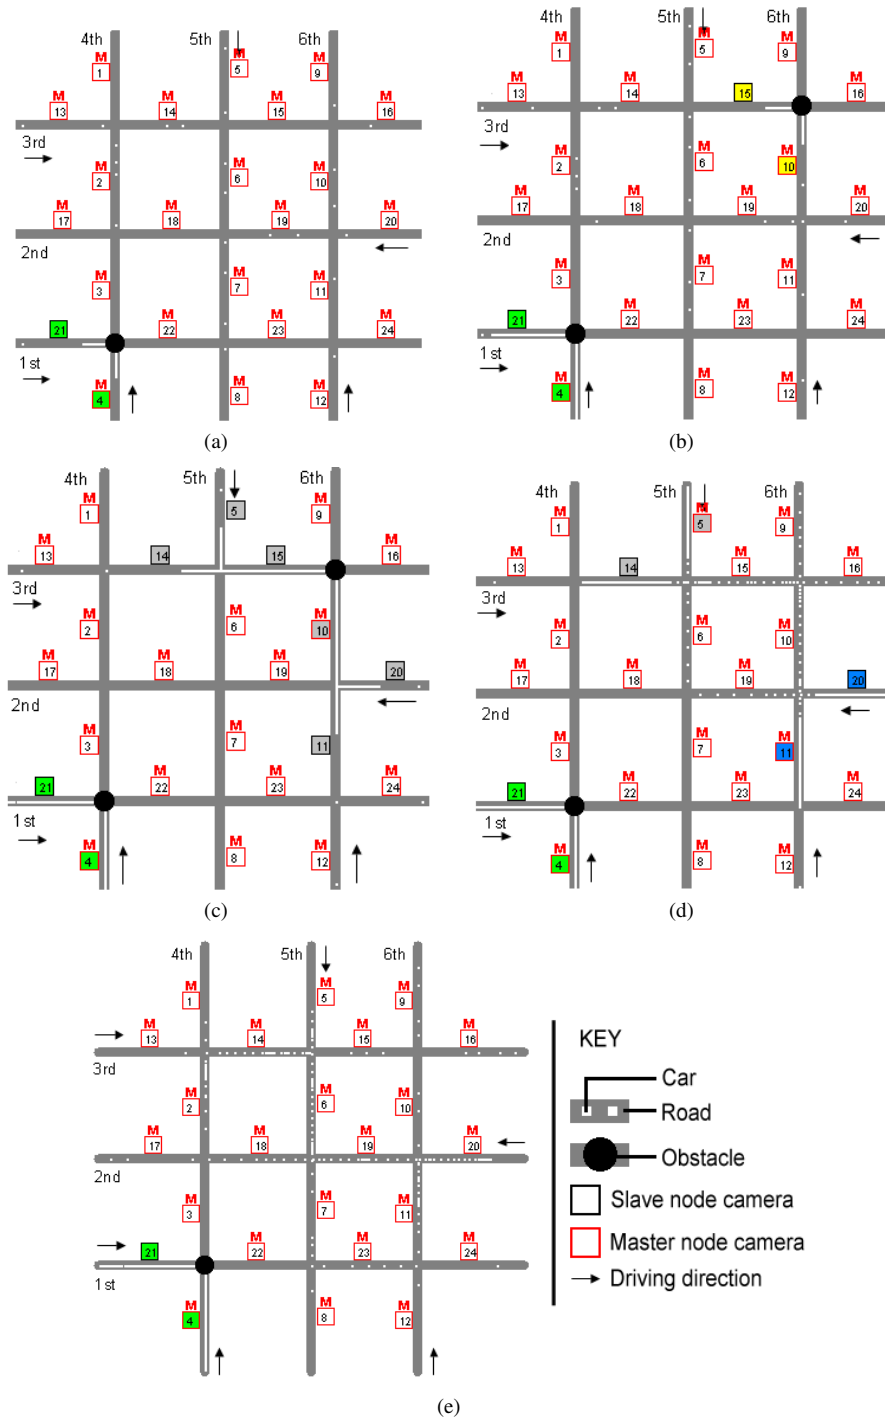 4th 5th 6th
M M M
1 5 9
M M M M
13 14 15 16
3rd
M M M
2 6 10
M M M M
17 18 19 20
2nd
M M M
3 7 11
M M M
21 22 23 24
1st
M M M
4 8 12
(a)
4th 5th 6th
M M M
1 5 9
M M M
13 14 15 16
3rd
M M M
2 6 10
M M M M
17 18 19 20
2nd
M M M
3 7 11
M M M
21 22 23 24
1st
M M M
4 8 12
(b)
4th 5th 6th
M M
1 5 9
M M
13 14 15 16
3rd
M M M
2 6 10
M M M
17 18 19 20
2nd
M M
3 7 11
M M M
21 22 23 24
1st
M M M
4 8 12
(c)
4th 5th 6th
M M M
1 5 9
M M M
13 14 15 16
3rd
M M M
2 6 10
M M M
17 18 19 20
2nd
M M M
3 7 11
M M M
21 22 23 24
1st
M M M
4 8 12
(d)
4th 5th 6th
M M M
1 5 9
M M M M
13 14 15 16
3rd
M M M
2 6 10
M M M M
17 18 19 20
2nd
M M M
3 7 11
M M M
21 22 23 24
1st
M M M
4 8 12
(e)
KEY
Car
Road
Obstacle
Slave node camera
Master node camera
Driving direction